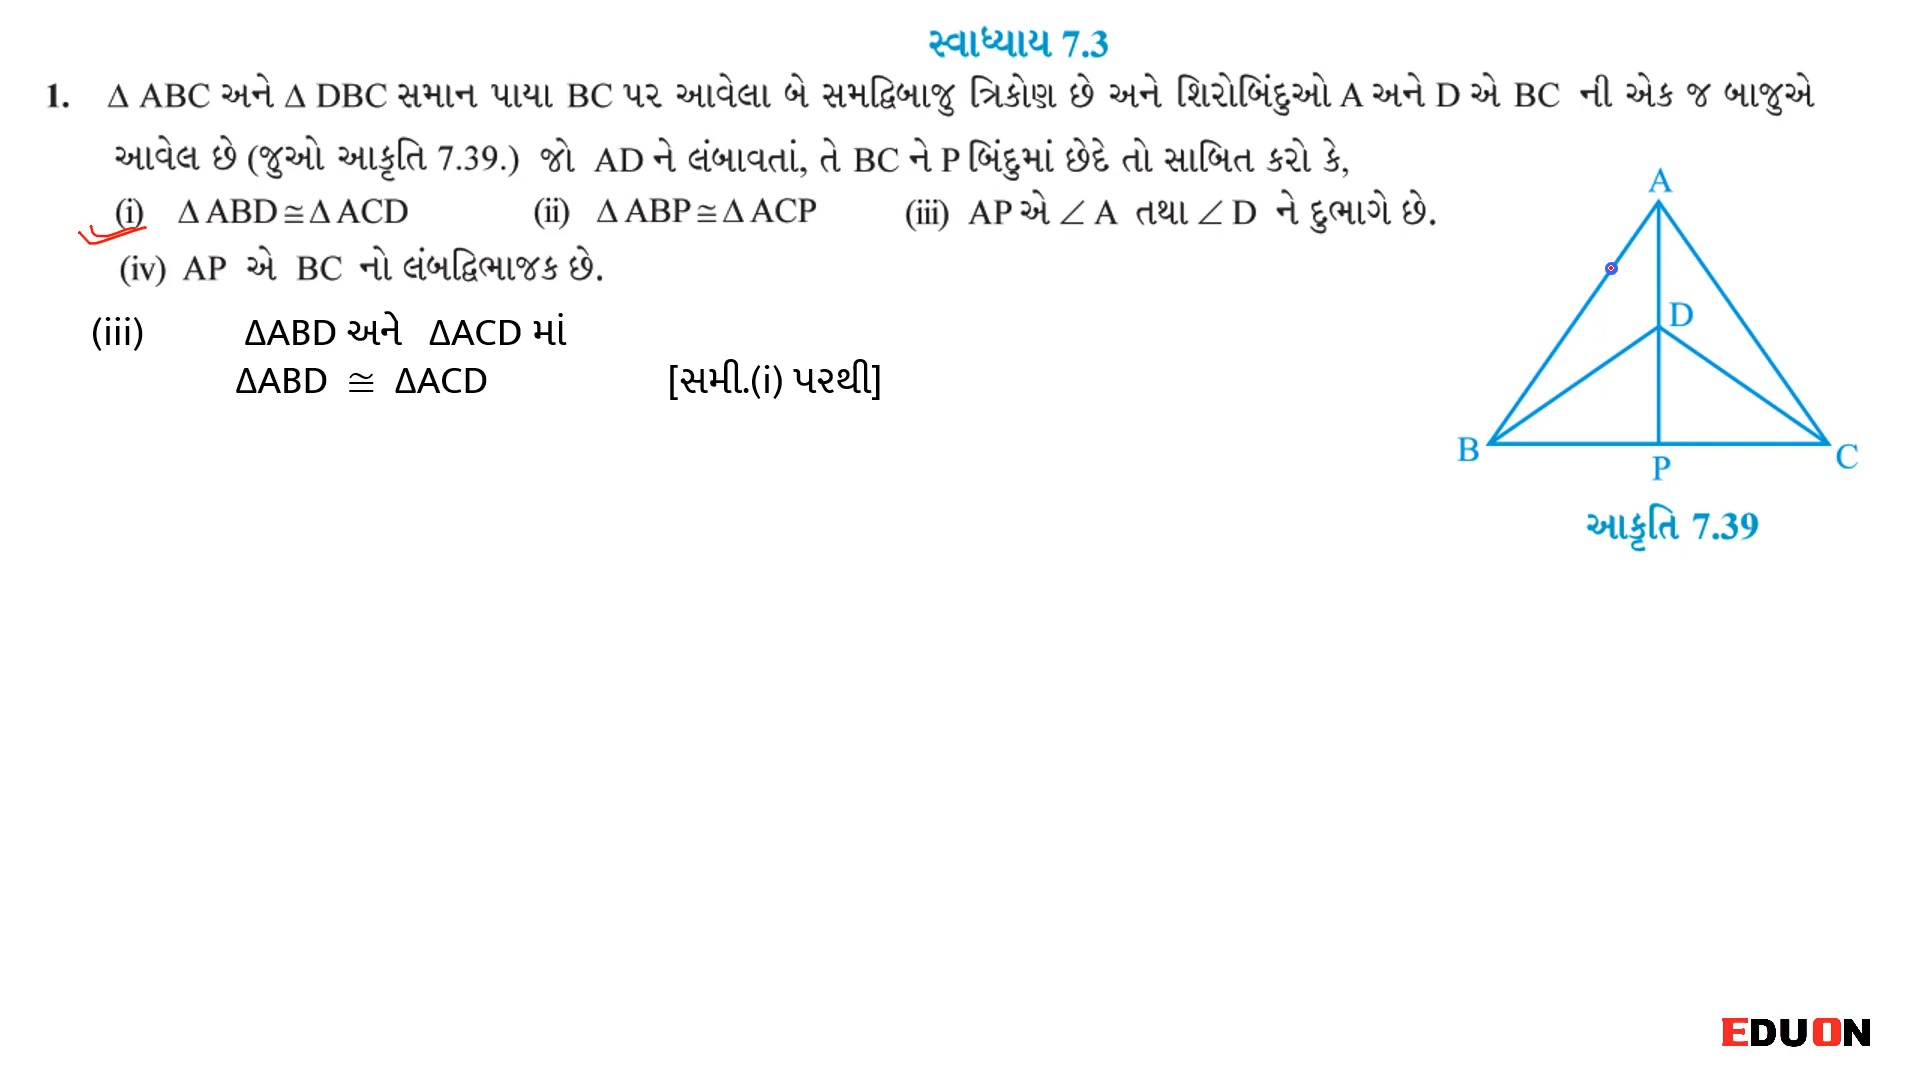 સ્વાધ્યાય 7.3
1. Δ ABC અને Δ DBC સમાન પાયા BC પર આવેલા બે સમદ્વિબાજુ ત્રિકોણ છે અને શિરોબિંદુઓ A અને D એ BC ની એક જ બાજુએ
આવેલ છે (જુઓ આકૃતિ 7.39.) જો AD ને લંબાવતાં, તે BC ને P બિંદુમાં છેદે તો સાબિત કરો કે,
(i) Δ ABD ≅ Δ ACD (ii) Δ ABP ≅ Δ ACP (iii) AP એ ∠ A તથા ∠ D ને દુભાગે છે.
(iv) AP એ BC નો લંબદ્વિભાજક છે.
(iii) ΔABD અને ΔACD માં
ΔABD ≅ ΔACD [સમી.(i) પરથી]
A
D
B
C
P
આકૃતિ 7.39
EDUON